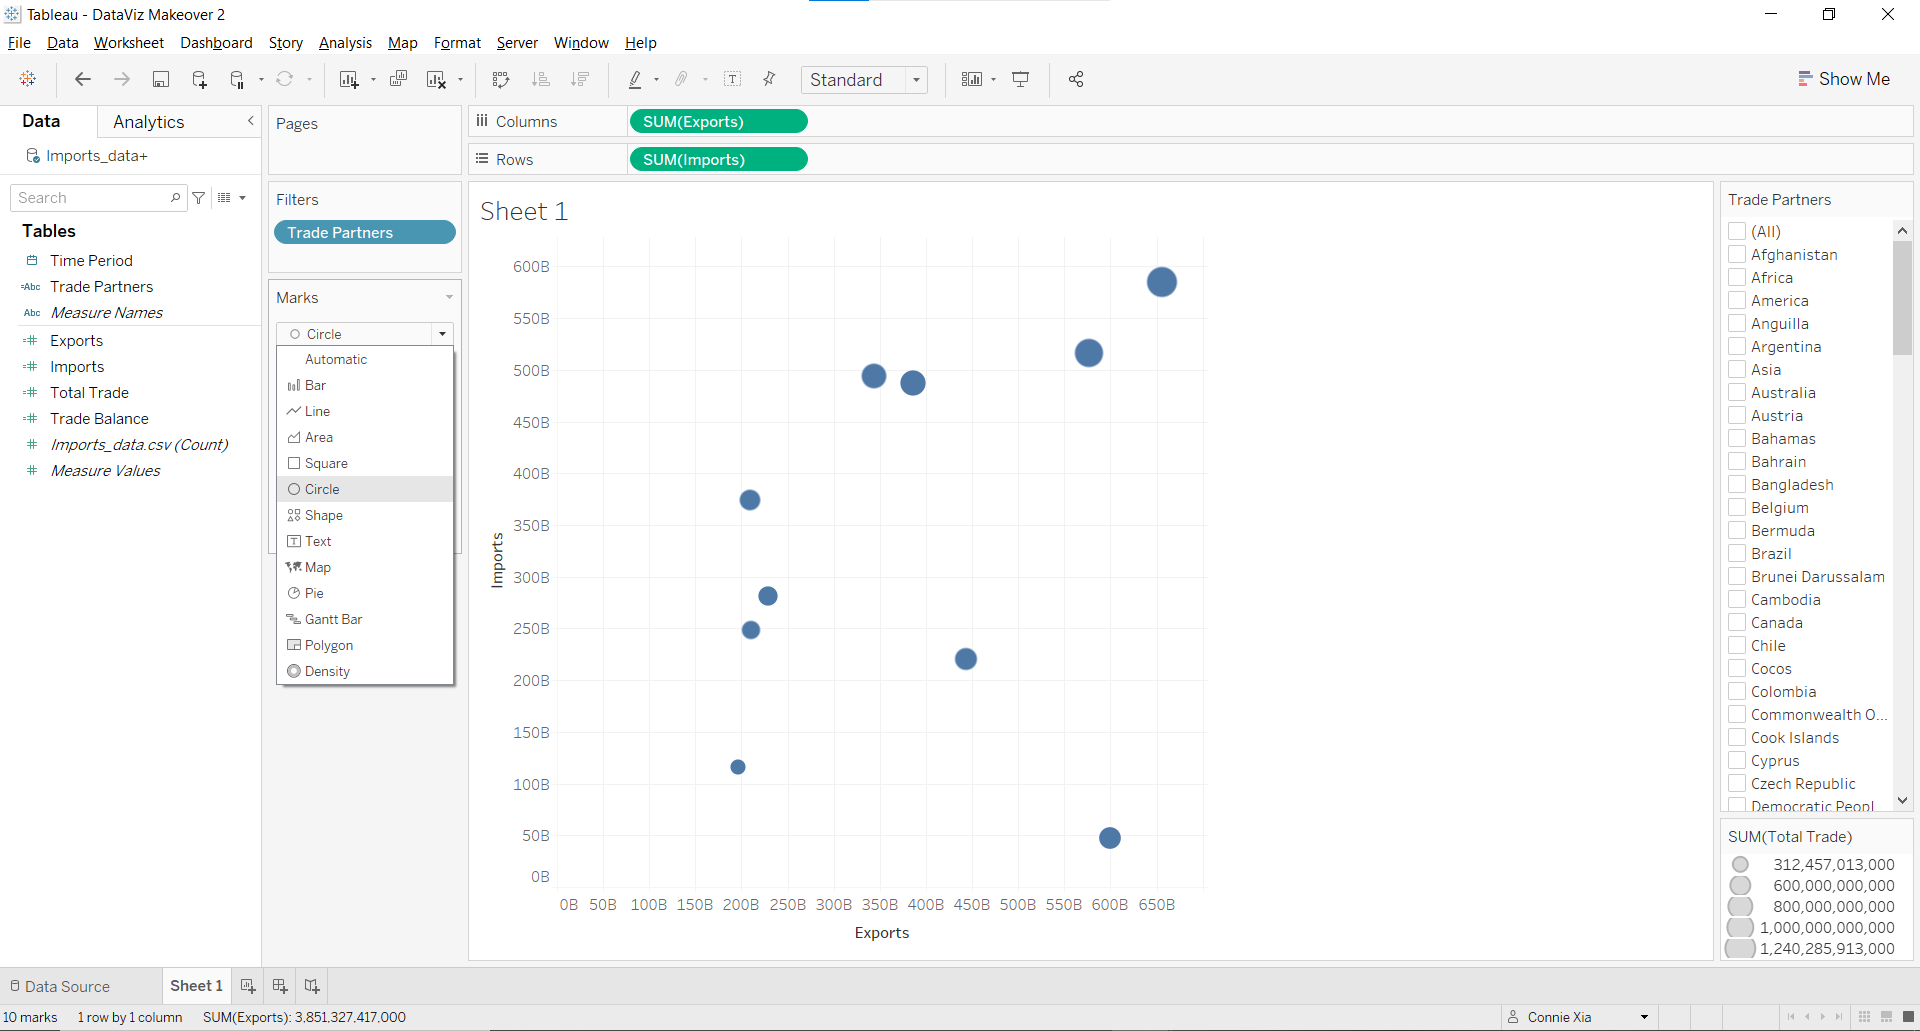 Tableau - DataViz Makeover 2
File Data Worksheet Dashboard Story Analysis Map Format Server Window Help
Standard
Show Me
Data Analytics
Imports_data+
Search
Tables
Time Period
Abc Trade Partners
Abc Measure Names
Exports
Imports
Total Trade
Trade Balance
Imports_data.csv (Count)
Measure Values
Pages
Filters
Trade Partners
Marks
Circle
Automatic
Bar
Line
Area
Square
Circle
Shape
Text
Map
Pie
Gantt Bar
Polygon
Density
Columns SUM(Exports)
Rows SUM(Imports)
Sheet 1
600B
550B
500B
450B
400B
350B
300B
250B
200B
150B
100B
50B
0B
Imports
0B 50B 100B 150B 200B 250B 300B 350B 400B 450B 500B 550B 600B 650B
Exports
Trade Partners
(All)
Afghanistan
Africa
America
Anguilla
Argentina
Asia
Australia
Austria
Bahamas
Bahrain
Bangladesh
Belgium
Bermuda
Brazil
Brunei Darussalam
Cambodia
Canada
Chile
Cocos
Colombia
Commonwealth O...
Cook Islands
Cyprus
Czech Republic
Democratic Peopl
SUM(Total Trade)
312,457,013,000
600,000,000,000
800,000,000,000
1,000,000,000,000
1,240,285,913,000
Data Source Sheet 1
10 marks 1 row by 1 column SUM(Exports): 3,851,327,417,000
Connie Xia